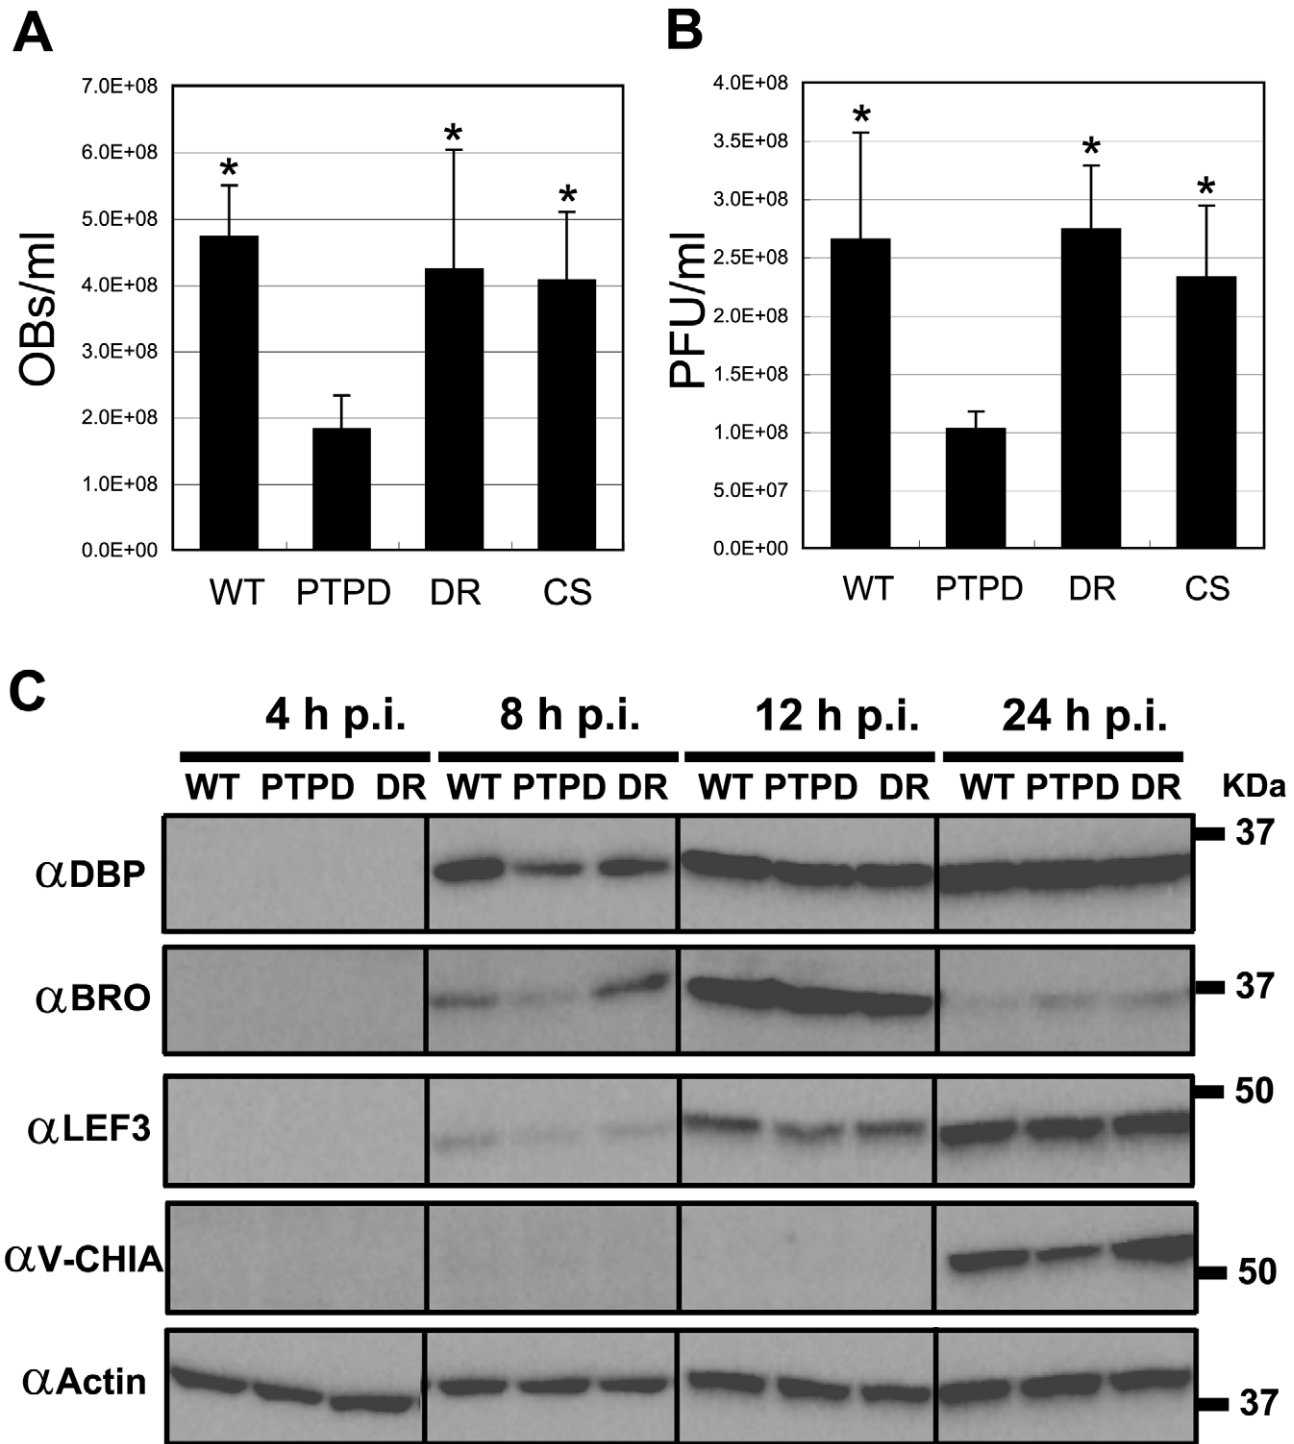 A
7.0E+08
6.0E+08
5.0E+08
4.0E+08
3.0E+08
2.0E+08
1.0E+08
0.0E+00
OBs/ml
* * *
WT PTPD DR CS
B
4.0E+08
3.5E+08
3.0E+08
2.5E+08
2.0E+08
1.5E+08
1.0E+08
5.0E+07
0.0E+00
PFU/ml
* * *
WT PTPD DR CS
C
4 h p.i. 8 h p.i. 12 h p.i. 24 h p.i.
WT PTPD DR WT PTPD DR WT PTPD DR WT PTPD DR KDa
αDBP 37
αBRO 37
αLEF3 50
αV-CHIA 50
αActin 37